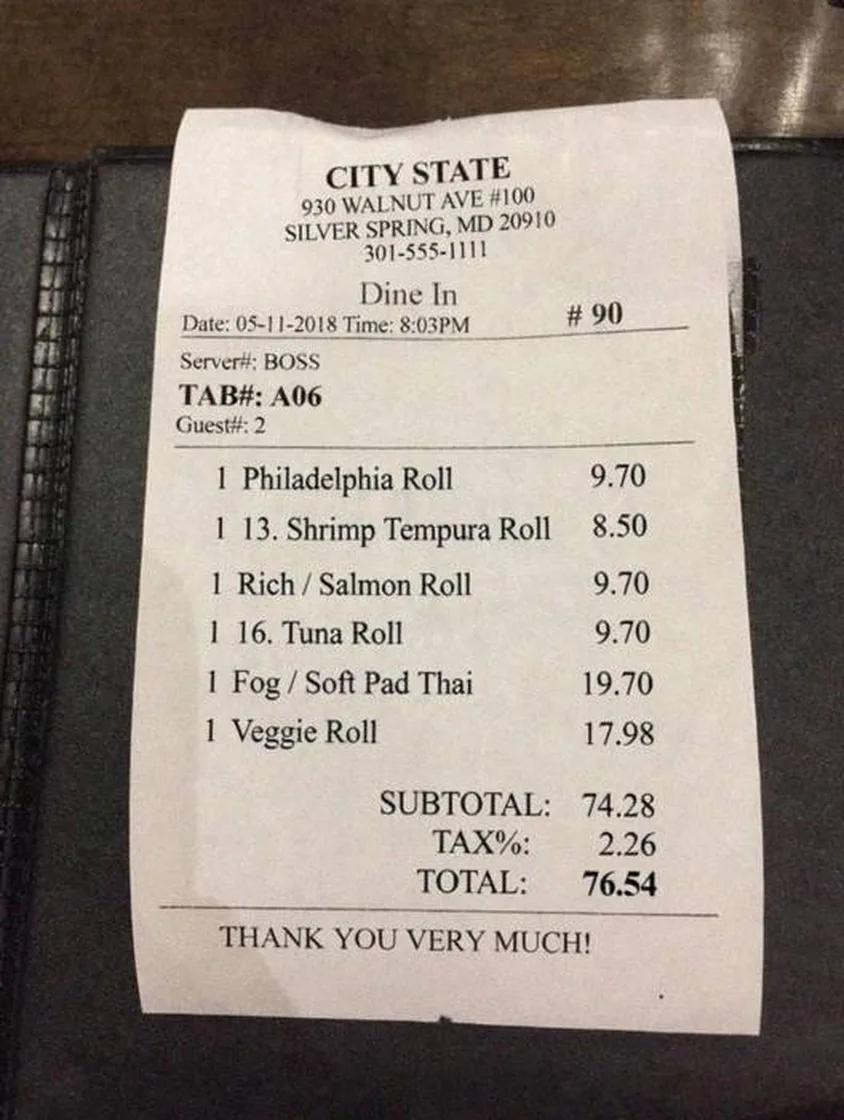 CITY STATE
930 WALNUT AVE #100
SILVER SPRING, MD 20910
301-555-1111
Dine In
Date: 05-11-2018 Time: 8:03PM # 90
Server#: BOSS
TAB#: A06
Guest#: 2
1 Philadelphia Roll 9.70
1 13. Shrimp Tempura Roll 8.50
1 Rich / Salmon Roll 9.70
1 16. Tuna Roll 9.70
1 Fog / Soft Pad Thai 19.70
1 Veggie Roll 17.98
SUBTOTAL: 74.28
TAX%: 2.26
TOTAL: 76.54
THANK YOU VERY MUCH!